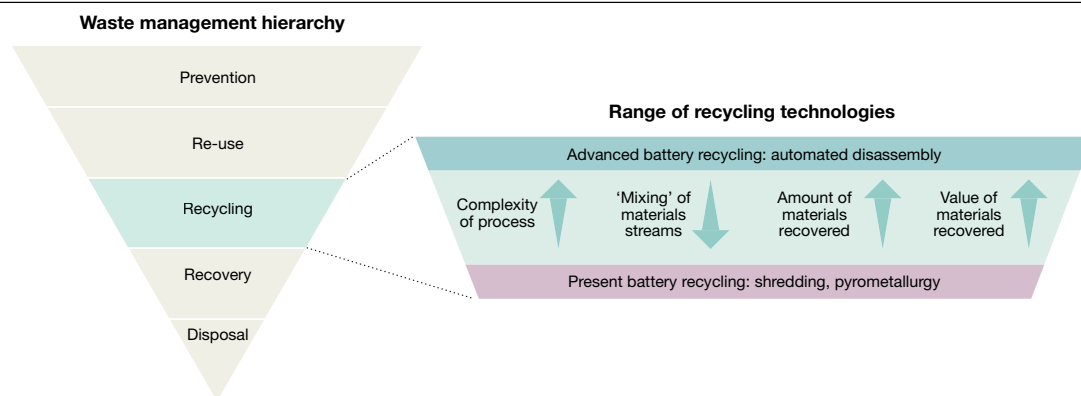 Waste management hierarchy
Prevention
Re-use
Recycling
Recovery
Disposal
Range of recycling technologies
Advanced battery recycling: automated disassembly
Complexity
of process
‘Mixing’ of
materials
streams
Amount of
materials
recovered
Value of
materials
recovered
Present battery recycling: shredding, pyrometallurgy